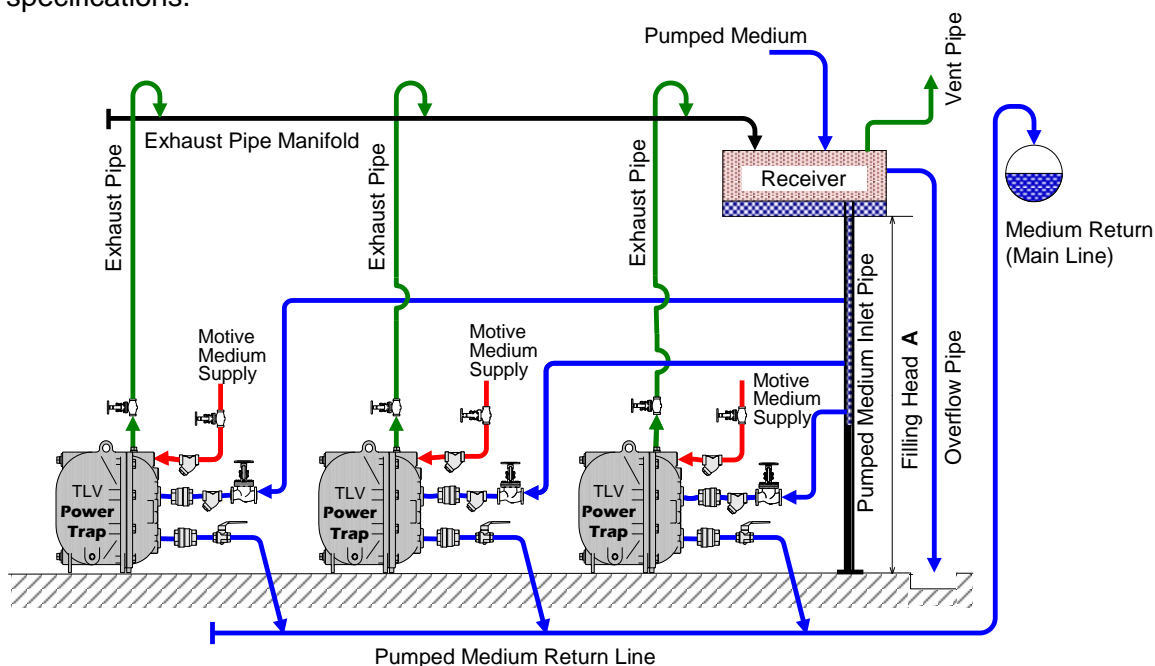 specifications.
Pumped Medium
Vent Pipe
Exhaust Pipe Manifold
Receiver
Exhaust Pipe
Exhaust Pipe
Exhaust Pipe
Medium Return
(Main Line)
Motive
Medium
Supply
Motive
Medium
Supply
Motive
Medium
Supply
Pumped Medium Inlet Pipe
Filling Head A
Overflow Pipe
TLV
Power
Trap
TLV
Power
Trap
TLV
Power
Trap
Pumped Medium Return Line